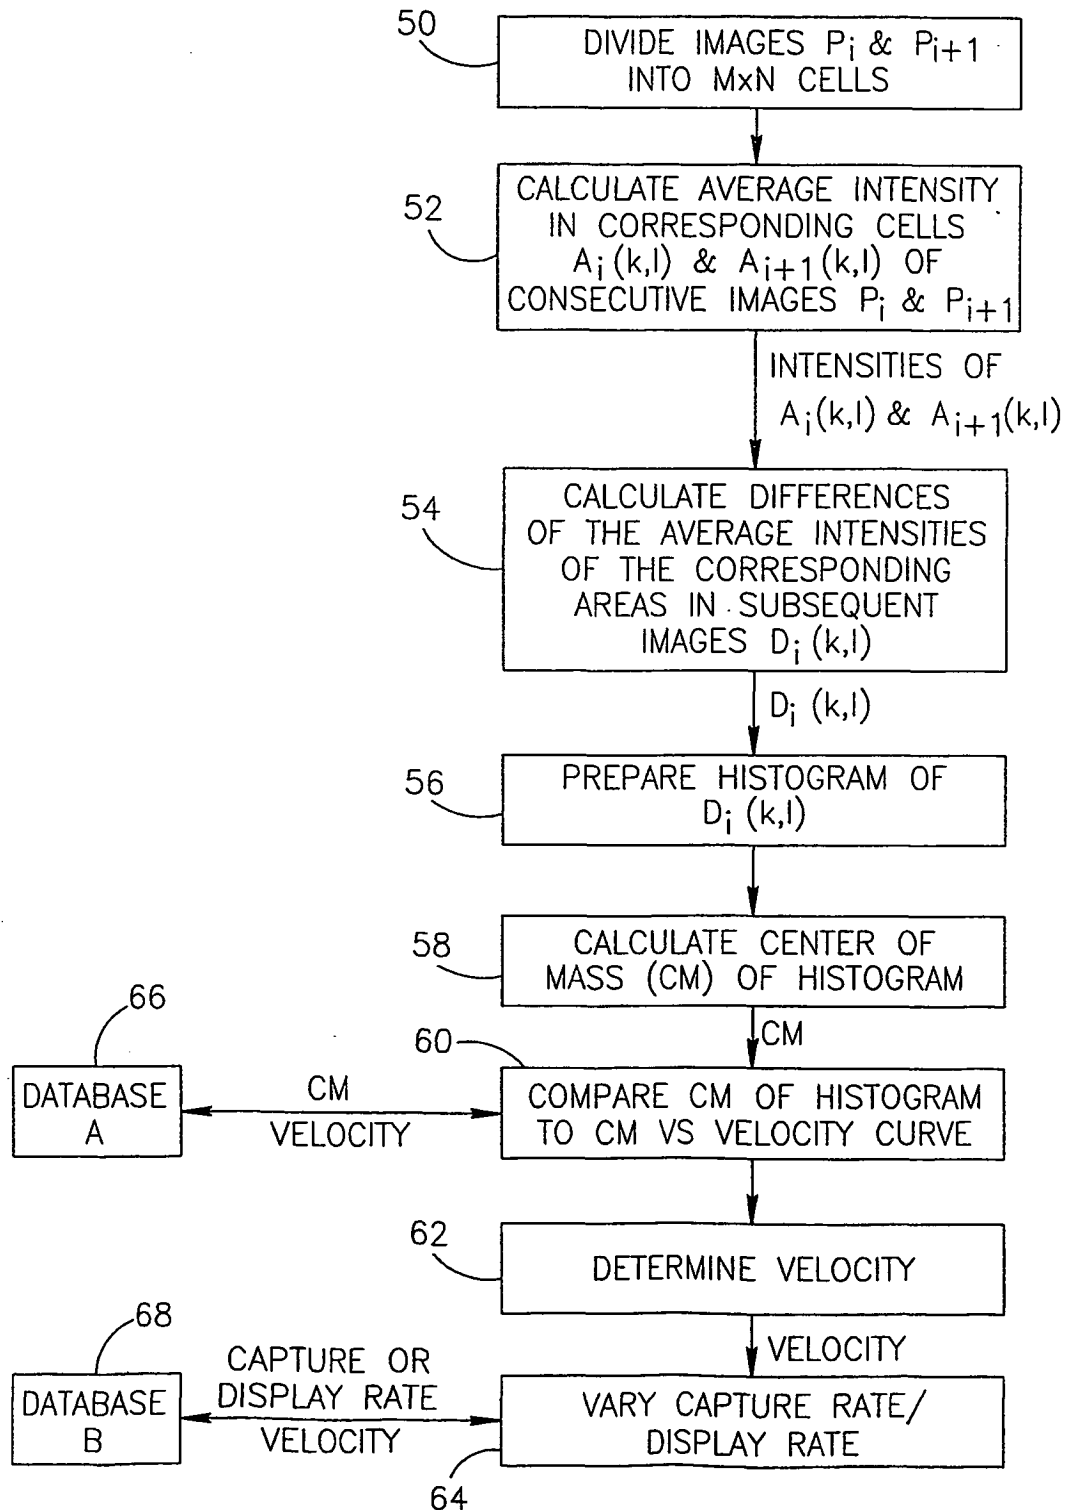 50
DIVIDE IMAGES Pi & Pi+1
INTO MxN CELLS
52
CALCULATE AVERAGE INTENSITY
IN CORRESPONDING CELLS
Ai(k,l) & Ai+1(k,l) OF
CONSECUTIVE IMAGES Pi & Pi+1
INTENSITIES OF
Ai(k,l) & Ai+1(k,l)
54
CALCULATE DIFFERENCES
OF THE AVERAGE INTENSITIES
OF THE CORRESPONDING
AREAS IN SUBSEQUENT
IMAGES Di (k,l)
Di (k,l)
56
PREPARE HISTOGRAM OF
Di (k,l)
58
CALCULATE CENTER OF
MASS (CM) OF HISTOGRAM
CM
66
DATABASE
A
CM
VELOCITY
60
COMPARE CM OF HISTOGRAM
TO CM VS VELOCITY CURVE
62
DETERMINE VELOCITY
VELOCITY
68
DATABASE
B
CAPTURE OR
DISPLAY RATE
VELOCITY
VARY CAPTURE RATE/
DISPLAY RATE
64